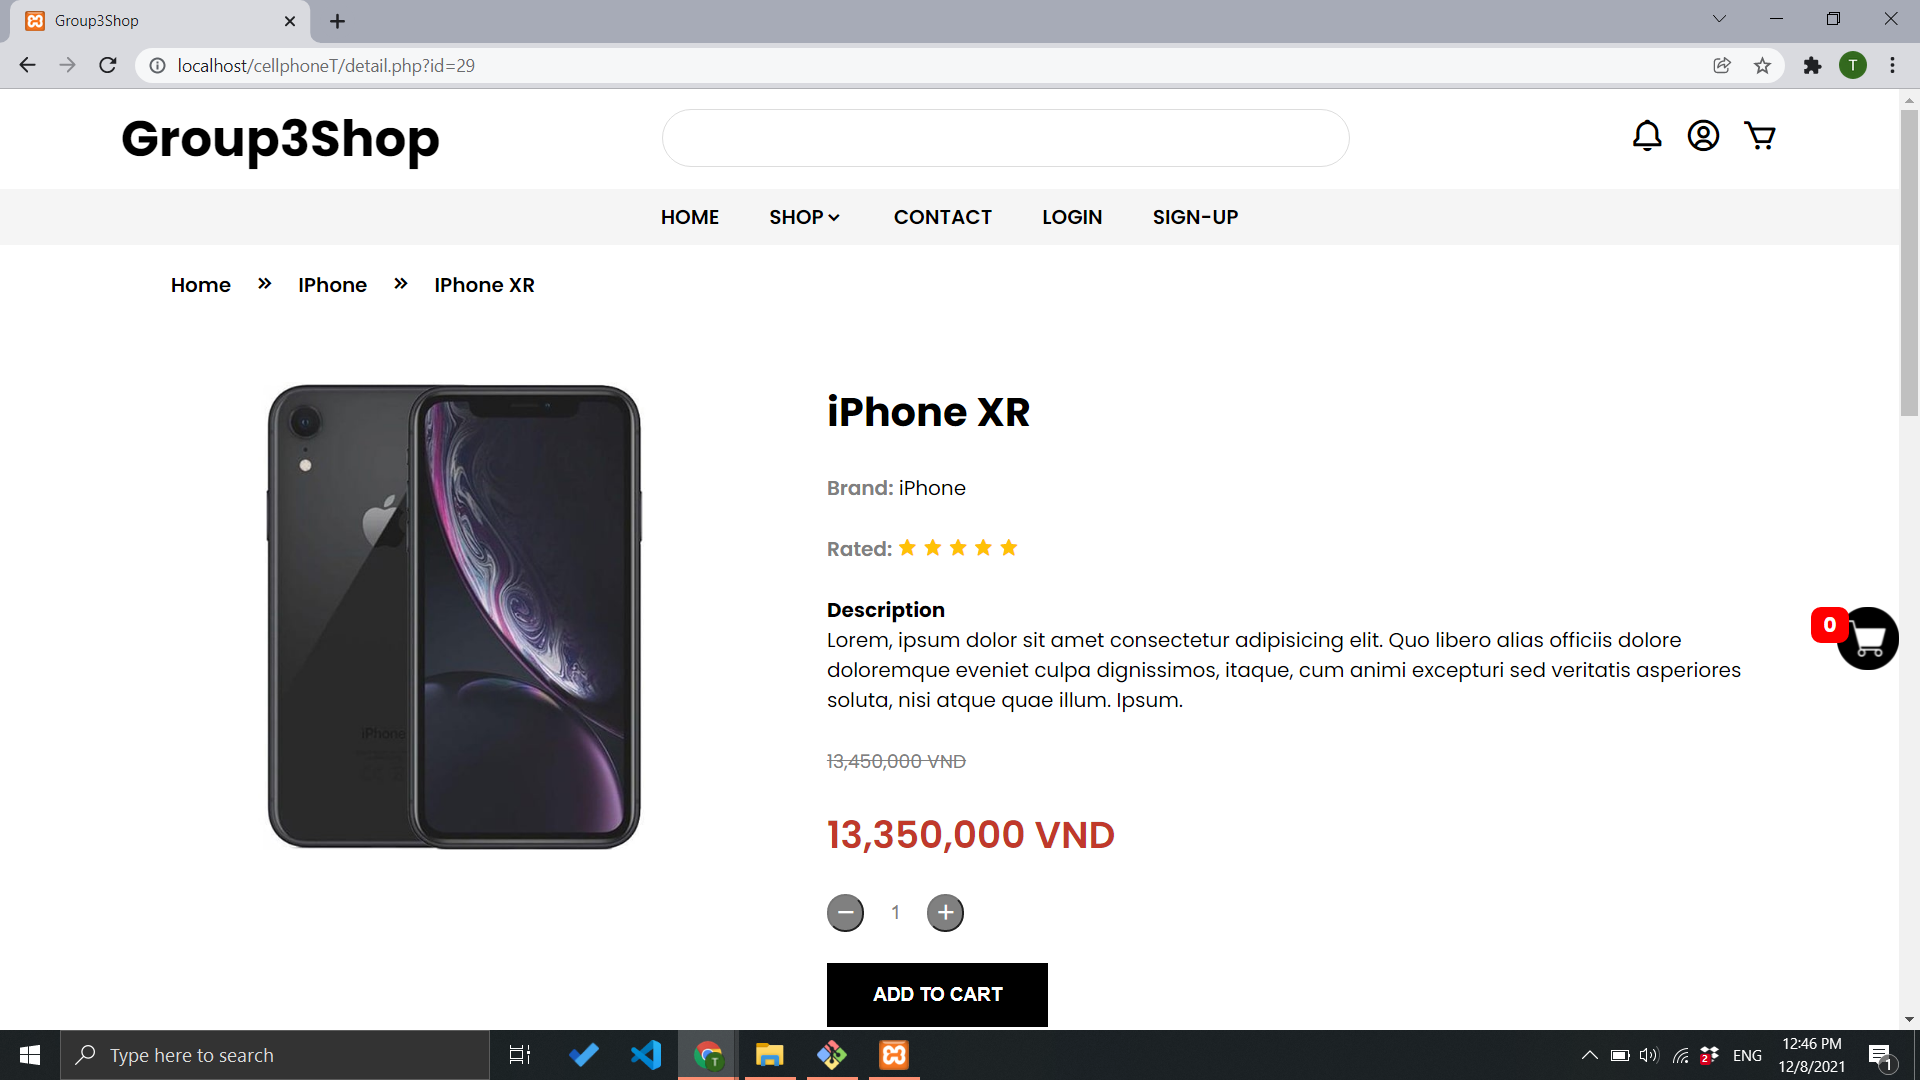 Group3Shop
localhost/cellphoneT/detail.php?id=29
T
Group3Shop
HOME SHOP CONTACT LOGIN SIGN-UP
Home » IPhone » IPhone XR
iPhone XR
Brand: iPhone
Rated:
Description
Lorem, ipsum dolor sit amet consectetur adipisicing elit. Quo libero alias officiis dolore
doloremque eveniet culpa dignissimos, itaque, cum animi excepturi sed veritatis asperiores
soluta, nisi atque quae illum. Ipsum.
0
iPhone
13,450,000 VND
13,350,000 VND
1
ADD TO CART
Type here to search
T
2
ENG
12:46 PM
12/8/2021
1